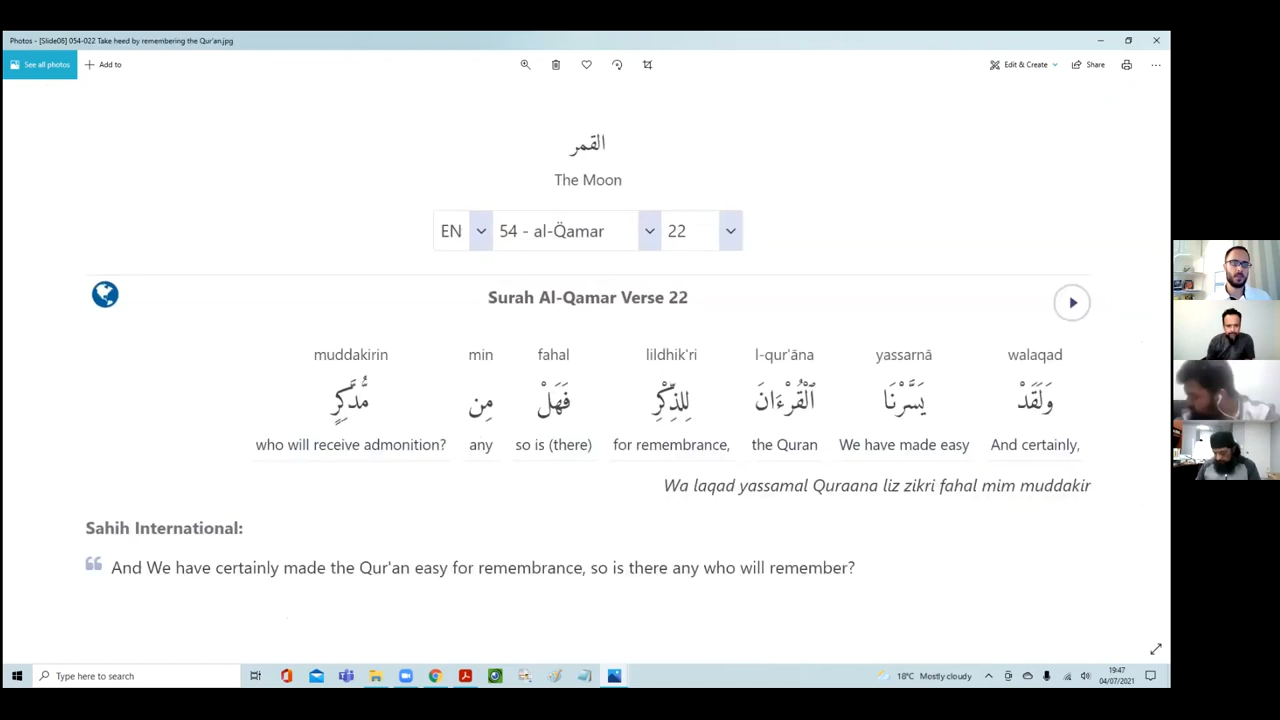 Photos - [Slide06] 054-022 Take heed by remembering the Qur'an.jpg
See all photos
Add to
Edit & Create
Share
القمر
The Moon
EN
54 - al-Q̈amar
22
Surah Al-Qamar Verse 22
muddakirin min fahal lildhik'ri l-qur'āna yassarnā walaqad
وَلَقَدْ يَسَّرْنَا ٱلْقُرْءَانَ لِلذِّكْرِ فَهَلْ مِن مُّدَّكِرٍ
who will receive admonition? any so is (there) for remembrance, the Quran We have made easy And certainly,
Wa laqad yassamal Quraana liz zikri fahal mim muddakir
Sahih International:
And We have certainly made the Qur'an easy for remembrance, so is there any who will remember?
Type here to search
18°C Mostly cloudy
19:47
04/07/2021